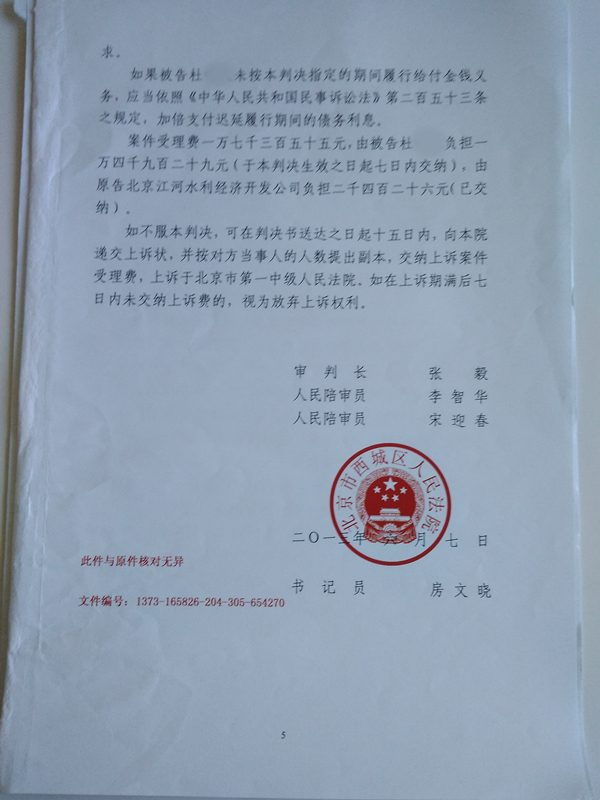 求。
如果被告杜 未按本判决指定的期间履行给付金钱义
务，应当依照《中华人民共和国民事诉讼法》第二百五十三条
之规定，加倍支付迟延履行期间的债务利息。
案件受理费一万七千三百五十五元，由被告杜 负担一
万四千九百二十九元（于本判决生效之日起七日内交纳），由
原告北京江河水利经济开发公司负担二千四百二十六元（已交
纳）。
如不服本判决，可在判决书送达之日起十五日内，向本院
递交上诉状，并按对方当事人的人数提出副本，交纳上诉案件
受理费，上诉于北京市第一中级人民法院。如在上诉期满后七
日内未交纳上诉费的，视为放弃上诉权利。
审判长 张毅
人民陪审员 李智华
人民陪审员 宋迎春
北京市西城区人民法院
二〇一三年六月七日
此件与原件核对无异
书记员 房文晓
文件编号：1373-165826-204-305-654270
5